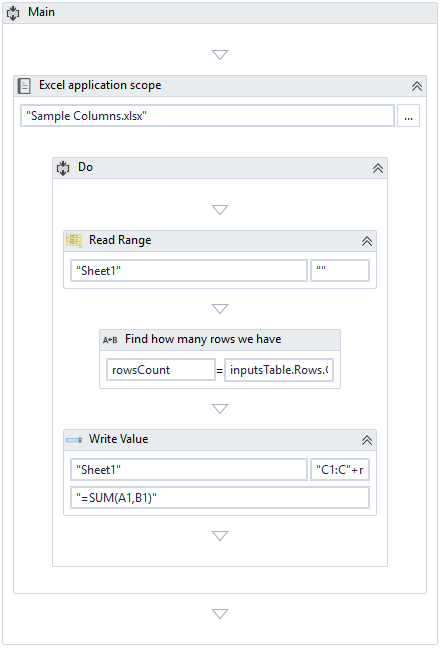 Main
Excel application scope
"Sample Columns.xlsx"
...
Do
Read Range
"Sheet1"
""
A+B Find how many rows we have
rowsCount = inputsTable.Rows.C
Write Value
"Sheet1"
"C1:C"+r
"=SUM(A1,B1)"